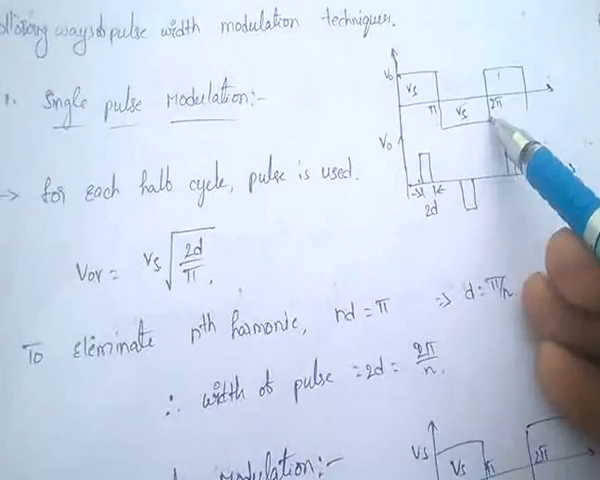 ways of pulse width modulation techniques.
1. Single pulse modulation:-
→ for each half cycle, pulse is used.
Vor = Vs √(2d/π).
To eliminate nth harmonic, nd = π ⇒ d = π/n
∴ width of pulse = 2d = 2π/n.
modulation:-
Vo
Vs
π
Vs
2π
Vo
2d
Vs
Vs
π
2π